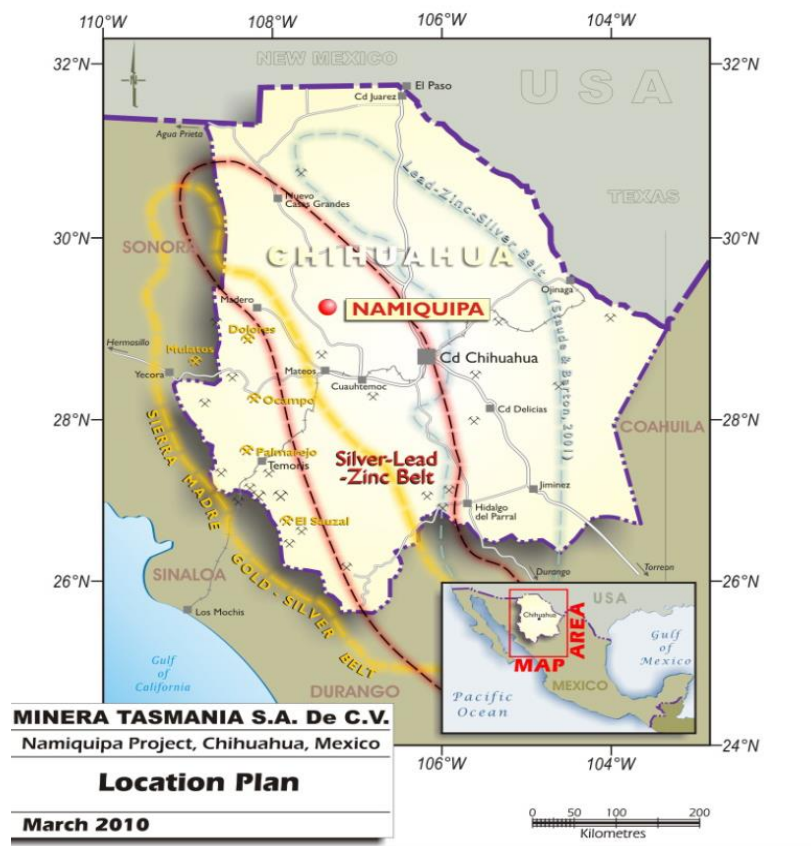 110°W 108°W 106°W 104°W
32°N 32°N
NEW MEXICO
USA
El Paso
Cd Juarez
Agua Prieta
Lead-Zinc-Silver Belt (Staude & Barton, 2001)
TEXAS
Nuevo
Casas Grandes
30°N 30°N
SONORA
CHIHUAHUA
Ojinaga
Madero
NAMIQUIPA
Dolores
Hermosillo
Mulatos
Yecora
Mateos
Cd Chihuahua
Cuauhtemoc
Ocampo
Cd Delicias
28°N 28°N
COAHUILA
Palmarejo
Temoris
Silver-Lead
-Zinc Belt
SIERRA MADRE GOLD-SILVER BELT
El Sauzal
Jiminez
Hidalgo
del Parral
SINALOA
Durango
Torreon
26°N 26°N
Los Mochis
Gulf
of
California
DURANGO
USA
Chihuahua
MAP AREA
Gulf
of
Mexico
MEXICO
Pacific
Ocean
24°N
106°W 104°W
MINERA TASMANIA S.A. De C.V.
Namiquipa Project, Chihuahua, Mexico
Location Plan
March 2010
0 50 100 200
Kilometres